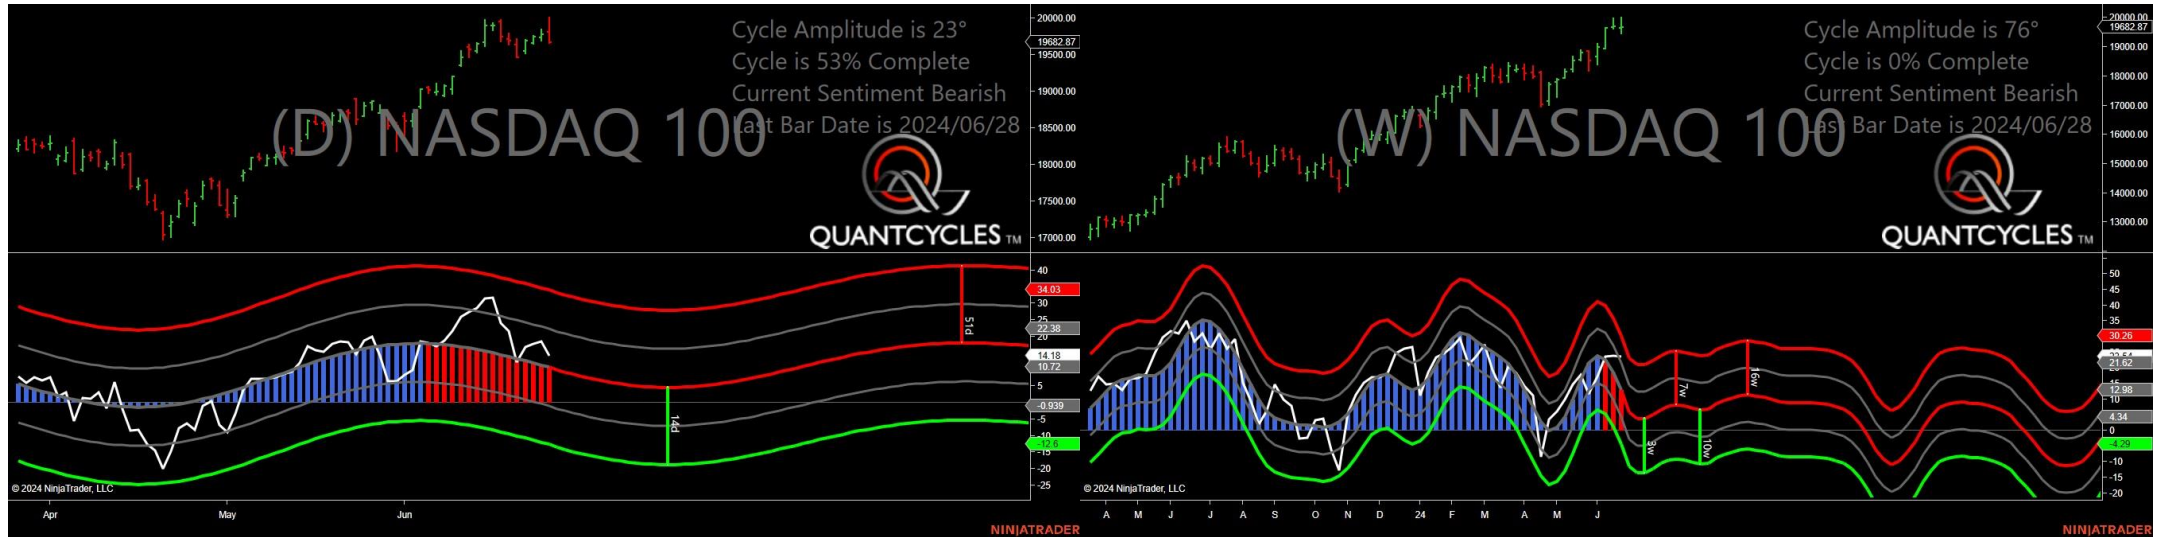 Cycle Amplitude is 23°
Cycle is 53% Complete
Current Sentiment Bearish
Last Bar Date is 2024/06/28
(D) NASDAQ 100
QUANTCYCLES TM
20000.00
19682.87
19500.00
19000.00
18500.00
18000.00
17500.00
17000.00
40
34.03
30
25
22.38
20
14.18
10.72
5
-0.939
-5
-10
-12.6
-15
-20
-25
51d
14d
© 2024 NinjaTrader, LLC
Apr May Jun
NINJATRADER
Cycle Amplitude is 76°
Cycle is 0% Complete
Current Sentiment Bearish
Last Bar Date is 2024/06/28
(W) NASDAQ 100
QUANTCYCLES TM
20000.00
19682.87
19000.00
18000.00
17000.00
16000.00
15000.00
14000.00
13000.00
50
45
40
35
30.26
21.62
15
12.98
10
4.34
0
-4.29
-10
-15
-20
7w
16w
3w
10w
© 2024 NinjaTrader, LLC
A M J J A S O N D 24 F M A M J
NINJATRADER